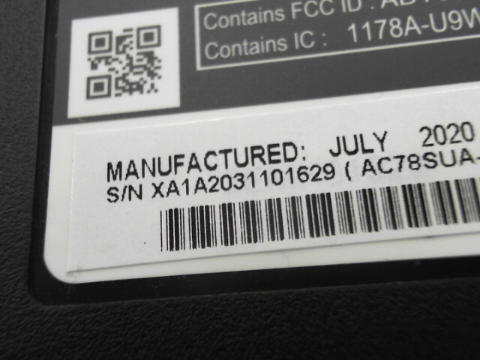 Contains FCC ID :
Contains IC : 1178A-U9W
MANUFACTURED: JULY 2020
S/N XA1A2031101629 ( AC78SUA-